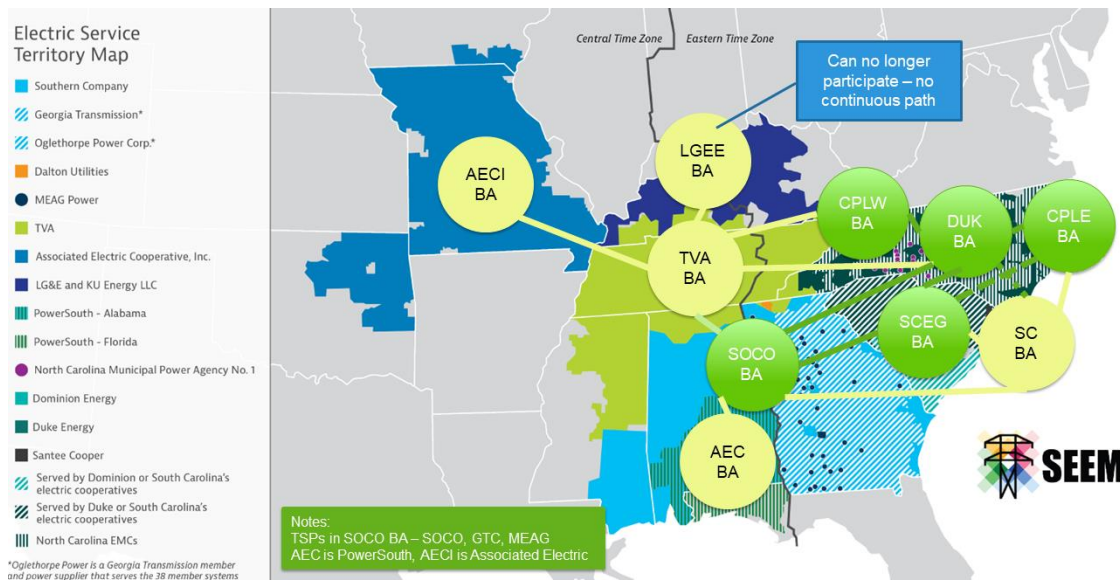 Electric Service
Territory Map
Southern Company
Georgia Transmission*
Oglethorpe Power Corp.*
Dalton Utilities
MEAG Power
TVA
Associated Electric Cooperative, Inc.
LG&E and KU Energy LLC
PowerSouth - Alabama
PowerSouth - Florida
North Carolina Municipal Power Agency No. 1
Dominion Energy
Duke Energy
Santee Cooper
Served by Dominion or South Carolina's
electric cooperatives
Served by Duke or South Carolina's
electric cooperatives
North Carolina EMCs
*Oglethorpe Power is a Georgia Transmission member
and power supplier that serves the 38 member systems
Central Time Zone
Eastern Time Zone
Can no longer
participate – no
continuous path
LGEE
BA
AECI
BA
CPLW
BA
DUK
BA
CPLE
BA
TVA
BA
SCEG
BA
SC
BA
SOCO
BA
AEC
BA
SEEM
Notes:
TSPs in SOCO BA – SOCO, GTC, MEAG
AEC is PowerSouth, AECI is Associated Electric